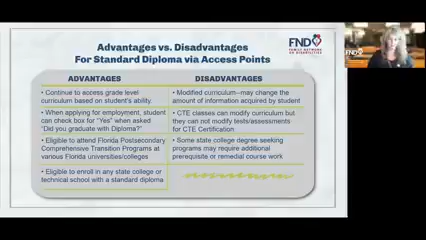 Advantages vs. Disadvantages
For Standard Diploma via Access Points
FND
FAMILY NETWORK
ON DISABILITIES
ADVANTAGES
DISADVANTAGES
• Continue to access grade level
curriculum based on student's ability.
• Modified curriculum--may change the
amount of information acquired by student
• When applying for employment, student
can check box for "Yes" when asked
"Did you graduate with Diploma?"
• CTE classes can modify curriculum but
they can not modify tests/assessments
for CTE Certification
• Eligible to attend Florida Postsecondary
Comprehensive Transition Programs at
various Florida universities/colleges
• Some state college degree seeking
programs may require additional
prerequisite or remedial course work
• Eligible to enroll in any state college or
technical school with a standard diploma
FND